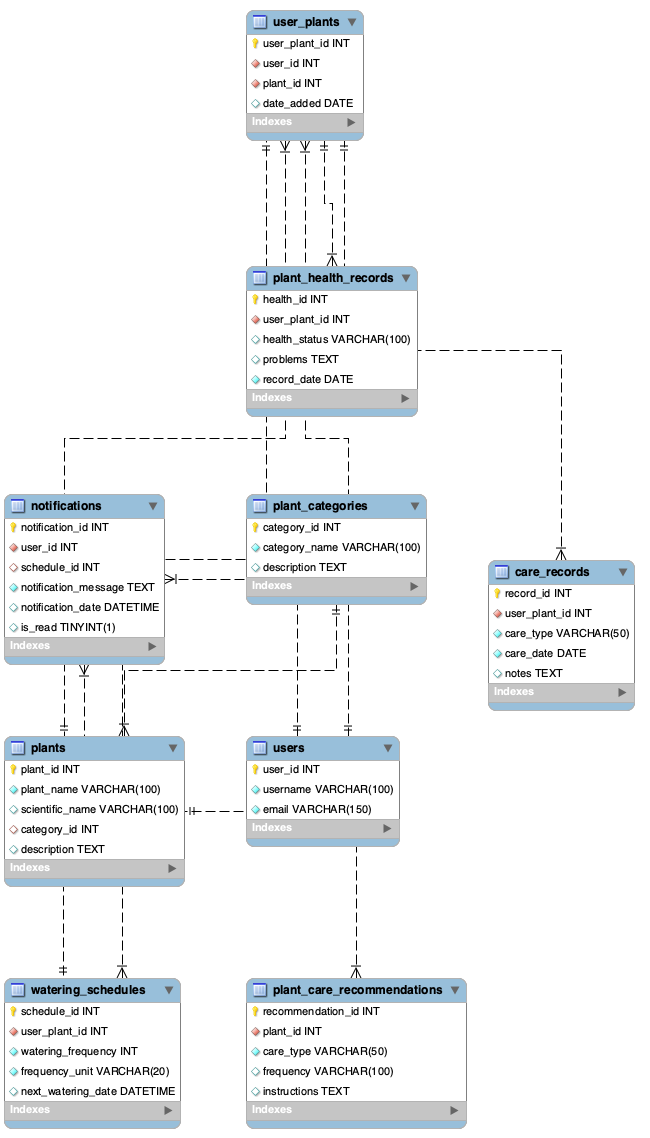 user_plants
user_plant_id INT
user_id INT
plant_id INT
date_added DATE
Indexes
plant_health_records
health_id INT
user_plant_id INT
health_status VARCHAR(100)
problems TEXT
record_date DATE
Indexes
notifications
notification_id INT
user_id INT
schedule_id INT
notification_message TEXT
notification_date DATETIME
is_read TINYINT(1)
Indexes
plant_categories
category_id INT
category_name VARCHAR(100)
description TEXT
Indexes
care_records
record_id INT
user_plant_id INT
care_type VARCHAR(50)
care_date DATE
notes TEXT
Indexes
plants
plant_id INT
plant_name VARCHAR(100)
scientific_name VARCHAR(100)
category_id INT
description TEXT
Indexes
users
user_id INT
username VARCHAR(100)
email VARCHAR(150)
Indexes
watering_schedules
schedule_id INT
user_plant_id INT
watering_frequency INT
frequency_unit VARCHAR(20)
next_watering_date DATETIME
Indexes
plant_care_recommendations
recommendation_id INT
plant_id INT
care_type VARCHAR(50)
frequency VARCHAR(100)
instructions TEXT
Indexes